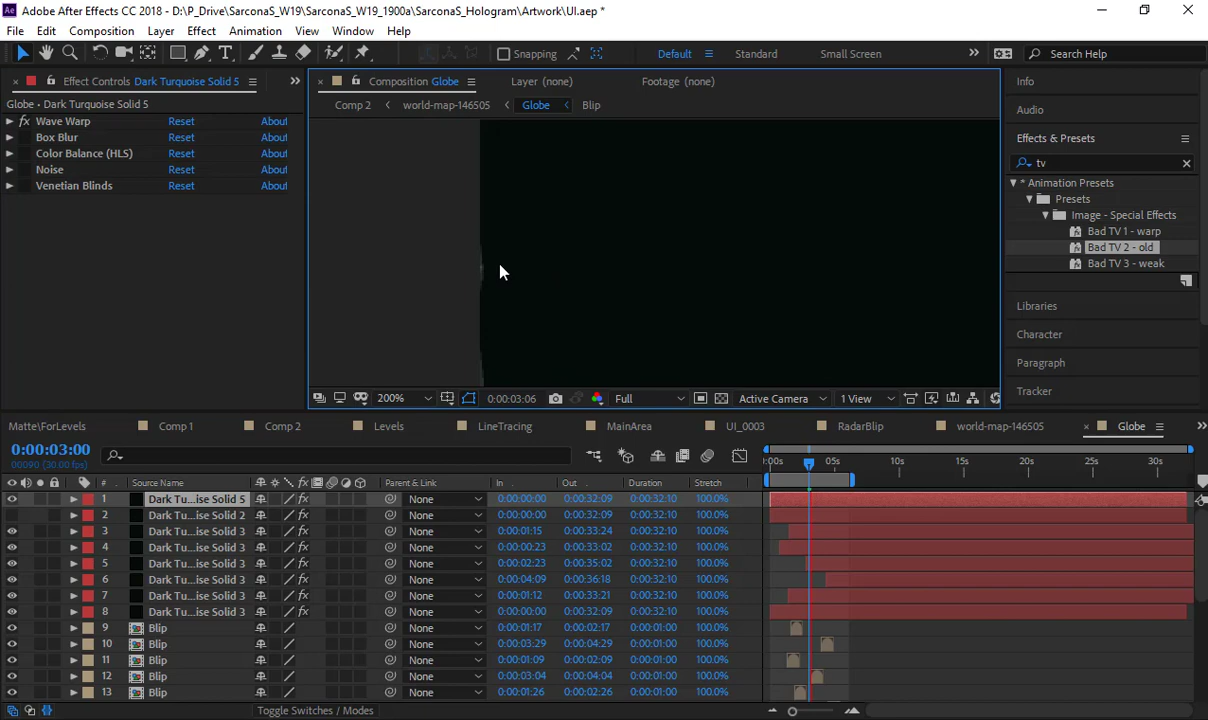 Adobe After Effects CC 2018 - D:\P_Drive\SarconaS_W19\SarconaS_W19_1900a\SarconaS_Hologram\Artwork\UI.aep *
File Edit Composition Layer Effect Animation View Window Help
Snapping Default Standard Small Screen Search Help
Effect Controls Dark Turquoise Solid 5
Globe • Dark Turquoise Solid 5
fx Wave Warp Reset About
Box Blur Reset About
Color Balance (HLS) Reset About
Noise Reset About
Venetian Blinds Reset About
Composition Globe Layer (none) Footage (none)
Comp 2 world-map-146505 Globe Blip
200% 0:00:03:06 Full Active Camera 1 View
Info
Audio
Effects & Presets
tv
* Animation Presets
Presets
Image - Special Effects
Bad TV 1 - warp
Bad TV 2 - old
Bad TV 3 - weak
Libraries
Character
Paragraph
Tracker
Matte\ForLevels Comp 1 Comp 2 Levels LineTracing MainArea UI_0003 RadarBlip world-map-146505 Globe
0:00:03:00
00090 (30.00 fps)
:00s 05s 10s 15s 20s 25s 30s
# Source Name fx Parent & Link In Out Duration Stretch
1 Dark Tu...ise Solid 5 fx None 0:00:00:00 0:00:32:09 0:00:32:10 100.0%
2 Dark Tu...ise Solid 2 fx None 0:00:00:00 0:00:32:09 0:00:32:10 100.0%
3 Dark Tu...ise Solid 3 fx None 0:00:01:15 0:00:33:24 0:00:32:10 100.0%
4 Dark Tu...ise Solid 3 fx None 0:00:00:23 0:00:33:02 0:00:32:10 100.0%
5 Dark Tu...ise Solid 3 fx None 0:00:02:23 0:00:35:02 0:00:32:10 100.0%
6 Dark Tu...ise Solid 3 fx None 0:00:04:09 0:00:36:18 0:00:32:10 100.0%
7 Dark Tu...ise Solid 3 fx None 0:00:01:12 0:00:33:21 0:00:32:10 100.0%
8 Dark Tu...ise Solid 3 fx None 0:00:00:00 0:00:32:09 0:00:32:10 100.0%
9 Blip None 0:00:01:17 0:00:02:17 0:00:01:00 100.0%
10 Blip None 0:00:03:29 0:00:04:29 0:00:01:00 100.0%
11 Blip None 0:00:01:09 0:00:02:09 0:00:01:00 100.0%
12 Blip None 0:00:03:04 0:00:04:04 0:00:01:00 100.0%
13 Blip None 0:00:01:26 0:00:02:26 0:00:01:00 100.0%
Toggle Switches / Modes